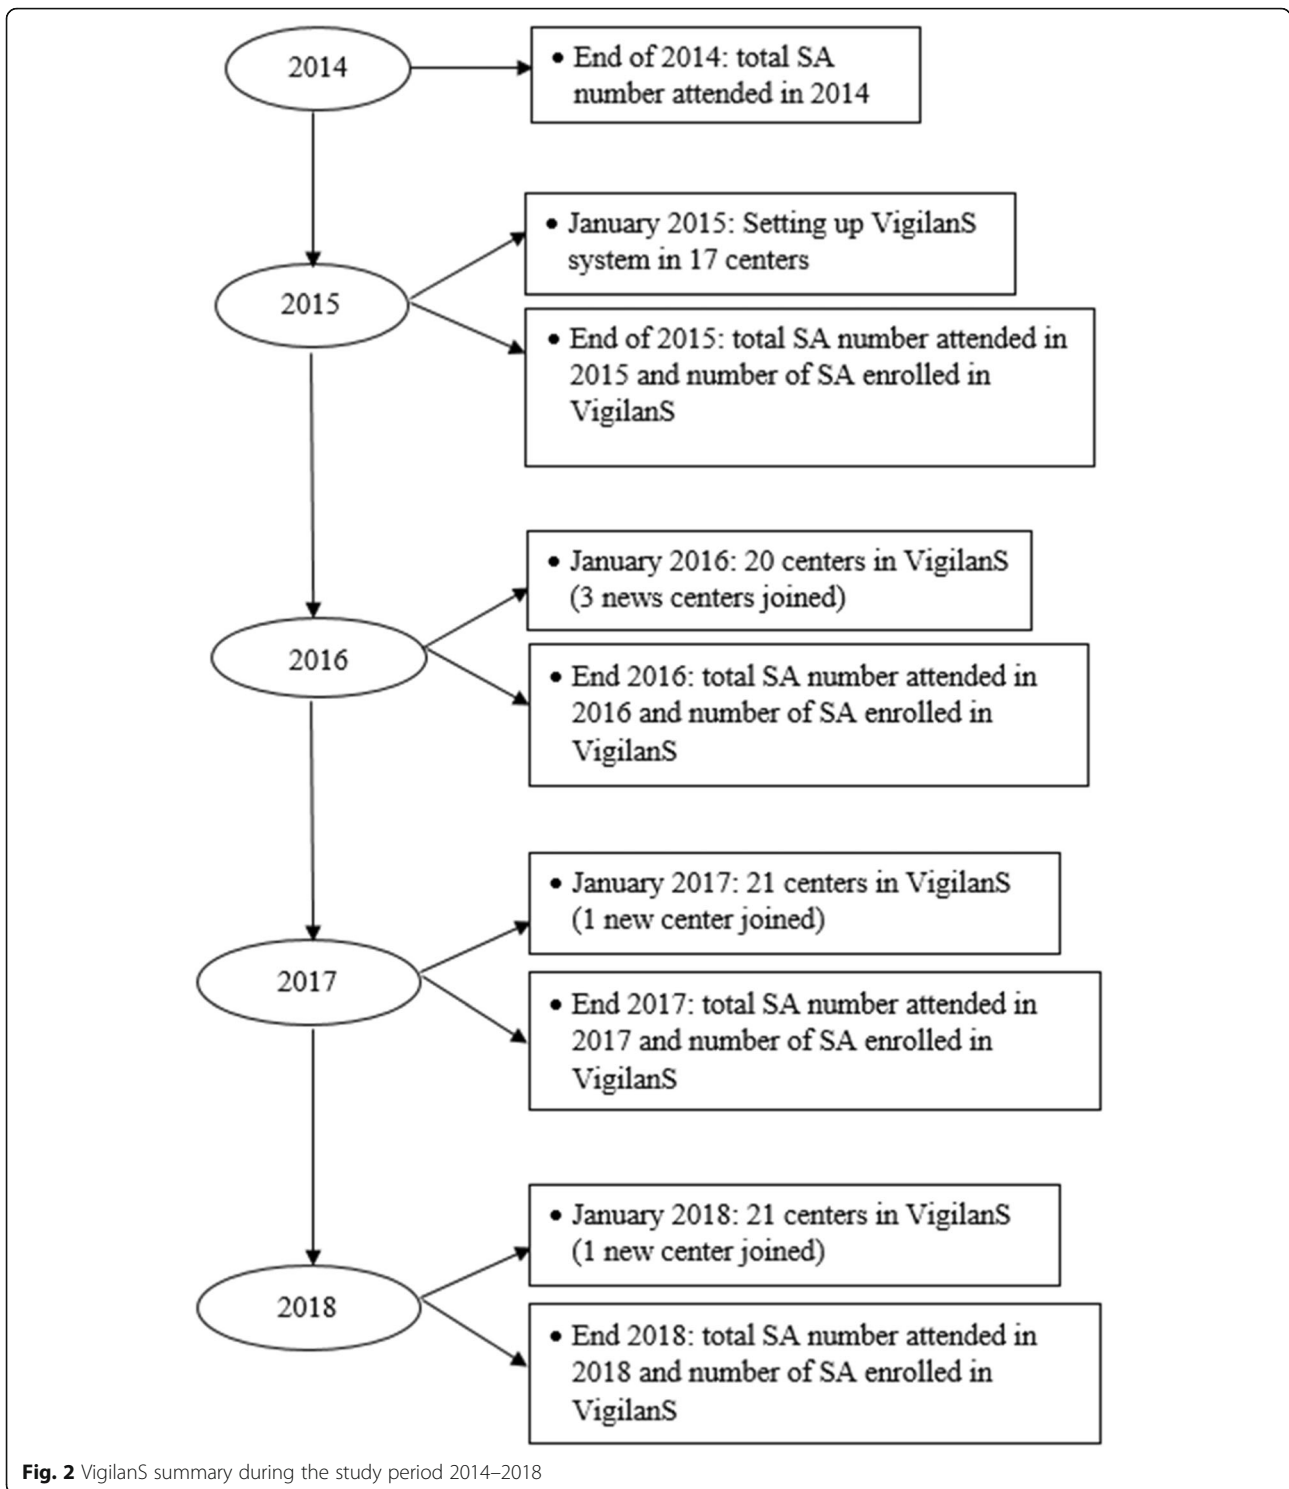 2014
• End of 2014: total SA
number attended in 2014
2015
• January 2015: Setting up VigilanS
system in 17 centers
• End of 2015: total SA number attended in
2015 and number of SA enrolled in
VigilanS
2016
• January 2016: 20 centers in VigilanS
(3 news centers joined)
• End 2016: total SA number attended in
2016 and number of SA enrolled in
VigilanS
2017
• January 2017: 21 centers in VigilanS
(1 new center joined)
• End 2017: total SA number attended in
2017 and number of SA enrolled in
VigilanS
2018
• January 2018: 21 centers in VigilanS
(1 new center joined)
• End 2018: total SA number attended in
2018 and number of SA enrolled in
VigilanS
Fig. 2 VigilanS summary during the study period 2014–2018